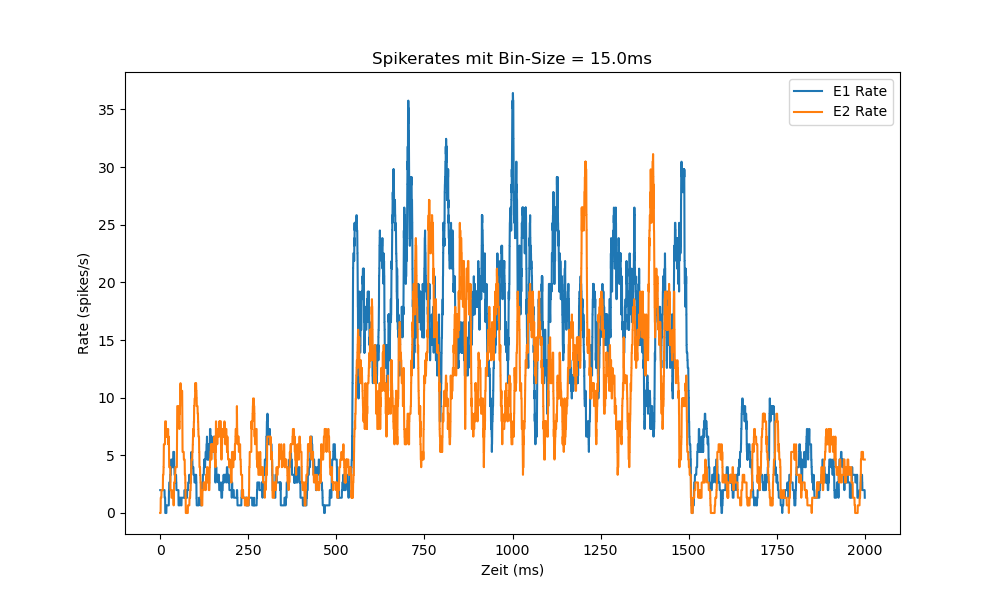 Spikerates mit Bin-Size = 15.0ms
E1 Rate
E2 Rate
Rate (spikes/s)
35
30
25
20
15
10
5
0
0 250 500 750 1000 1250 1500 1750 2000
Zeit (ms)